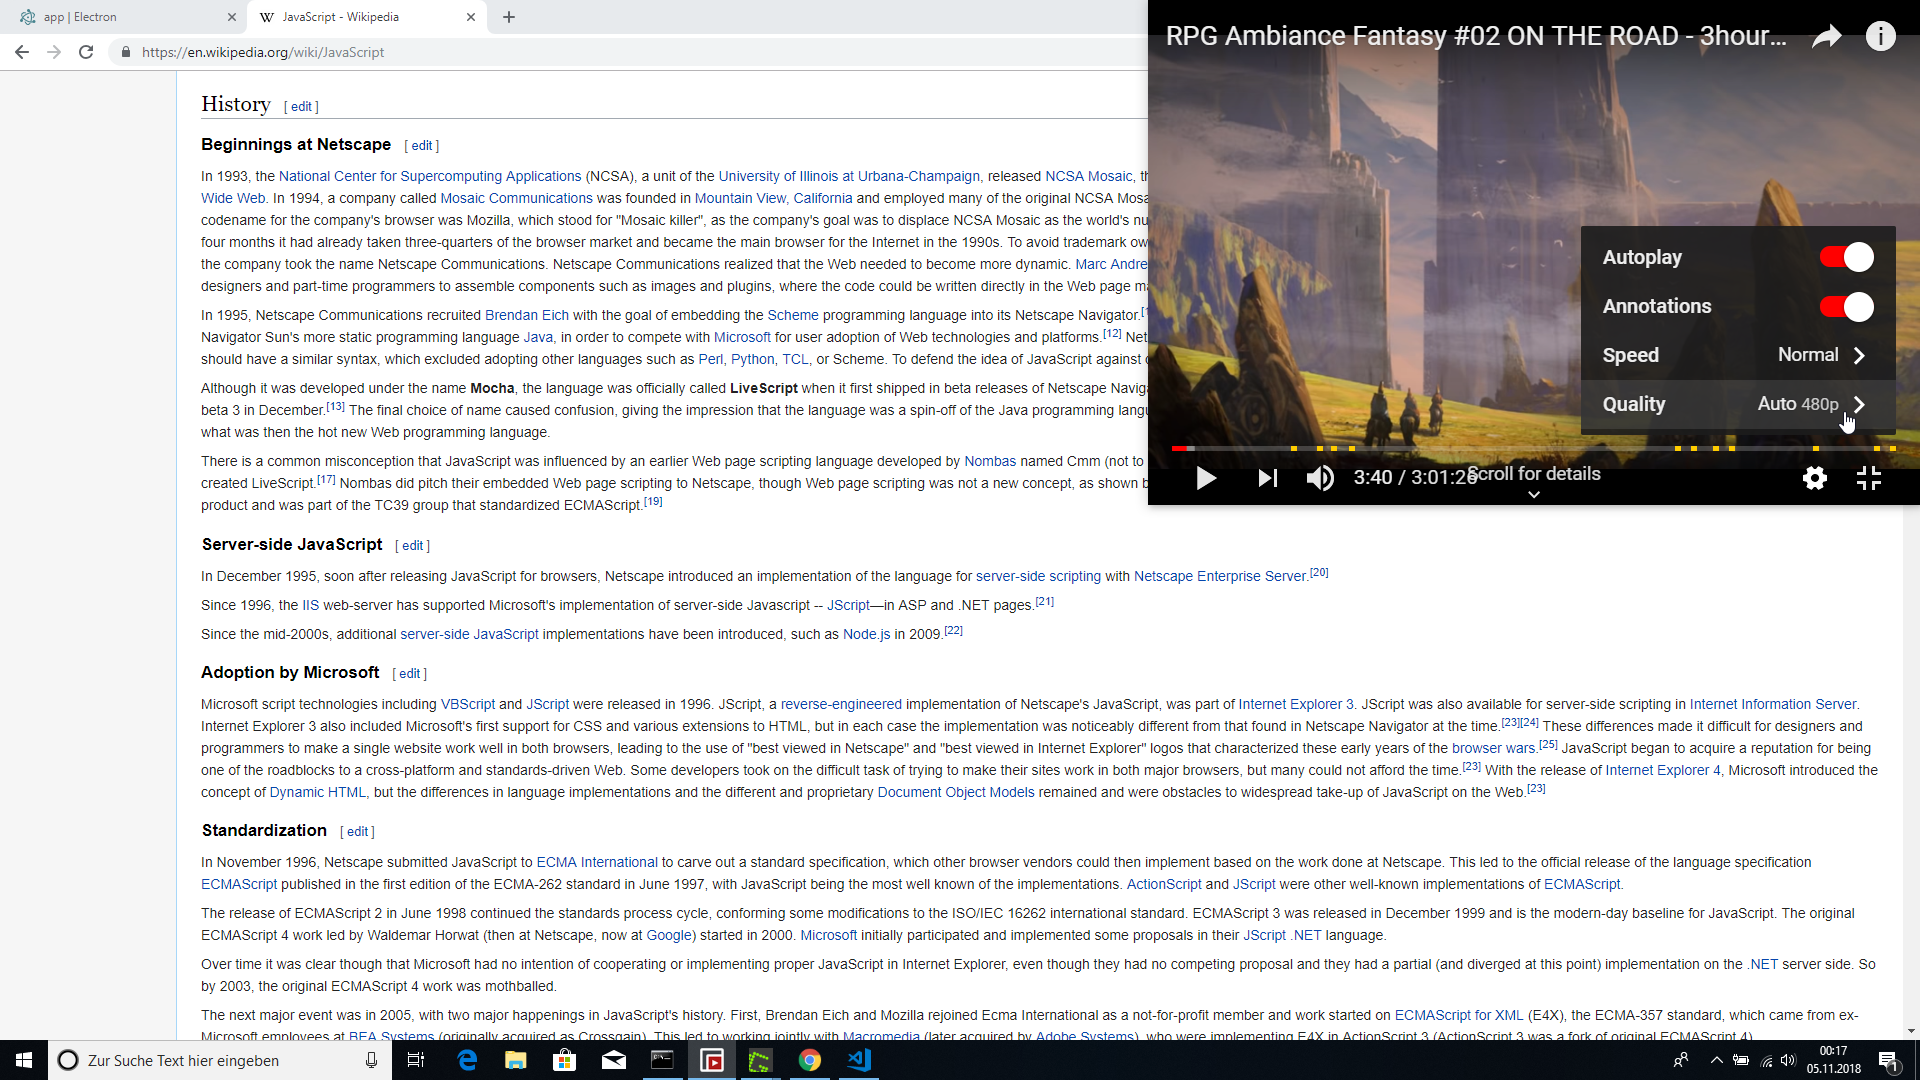 app | Electron
JavaScript - Wikipedia
https://en.wikipedia.org/wiki/JavaScript
History [ edit ]
Beginnings at Netscape [ edit ]
In 1993, the National Center for Supercomputing Applications (NCSA), a unit of the University of Illinois at Urbana-Champaign, released NCSA Mosaic,
Wide Web. In 1994, a company called Mosaic Communications was founded in Mountain View, California and employed many of the original NCSA
codename for the company's browser was Mozilla, which stood for "Mosaic killer", as the company's goal was to displace NCSA Mosaic as the world's
four months it had already taken three-quarters of the browser market and became the main browser for the Internet in the 1990s. To avoid trademark
the company took the name Netscape Communications. Netscape Communications realized that the Web needed to become more dynamic. Marc
designers and part-time programmers to assemble components such as images and plugins, where the code could be written directly in the Web page
In 1995, Netscape Communications recruited Brendan Eich with the goal of embedding the Scheme programming language into its Netscape Navigator.
Navigator Sun's more static programming language Java, in order to compete with Microsoft for user adoption of Web technologies and platforms.[12]
should have a similar syntax, which excluded adopting other languages such as Perl, Python, TCL, or Scheme. To defend the idea of JavaScript against
Although it was developed under the name Mocha, the language was officially called LiveScript when it first shipped in beta releases of Netscape
beta 3 in December.[13] The final choice of name caused confusion, giving the impression that the language was a spin-off of the Java programming
what was then the hot new Web programming language.
There is a common misconception that JavaScript was influenced by an earlier Web page scripting language developed by Nombas named Cmm (not to
created LiveScript.[17] Nombas did pitch their embedded Web page scripting to Netscape, though Web page scripting was not a new concept, as shown
product and was part of the TC39 group that standardized ECMAScript.[19]
RPG Ambiance Fantasy #02 ON THE ROAD - 3hour...
Autoplay
Annotations
Speed Normal
Quality Auto 480p
3:40 / 3:01:26
Scroll for details
Server-side JavaScript [ edit ]
In December 1995, soon after releasing JavaScript for browsers, Netscape introduced an implementation of the language for server-side scripting with Netscape Enterprise Server.[20]
Since 1996, the IIS web-server has supported Microsoft's implementation of server-side Javascript -- JScript—in ASP and .NET pages.[21]
Since the mid-2000s, additional server-side JavaScript implementations have been introduced, such as Node.js in 2009.[22]
Adoption by Microsoft [ edit ]
Microsoft script technologies including VBScript and JScript were released in 1996. JScript, a reverse-engineered implementation of Netscape's JavaScript, was part of Internet Explorer 3. JScript was also available for server-side scripting in Internet Information Server.
Internet Explorer 3 also included Microsoft's first support for CSS and various extensions to HTML, but in each case the implementation was noticeably different from that found in Netscape Navigator at the time.[23][24] These differences made it difficult for designers and
programmers to make a single website work well in both browsers, leading to the use of "best viewed in Netscape" and "best viewed in Internet Explorer" logos that characterized these early years of the browser wars.[25] JavaScript began to acquire a reputation for being
one of the roadblocks to a cross-platform and standards-driven Web. Some developers took on the difficult task of trying to make their sites work in both major browsers, but many could not afford the time.[23] With the release of Internet Explorer 4, Microsoft introduced the
concept of Dynamic HTML, but the differences in language implementations and the different and proprietary Document Object Models remained and were obstacles to widespread take-up of JavaScript on the Web.[23]
Standardization [ edit ]
In November 1996, Netscape submitted JavaScript to ECMA International to carve out a standard specification, which other browser vendors could then implement based on the work done at Netscape. This led to the official release of the language specification
ECMAScript published in the first edition of the ECMA-262 standard in June 1997, with JavaScript being the most well known of the implementations. ActionScript and JScript were other well-known implementations of ECMAScript.
The release of ECMAScript 2 in June 1998 continued the standards process cycle, conforming some modifications to the ISO/IEC 16262 international standard. ECMAScript 3 was released in December 1999 and is the modern-day baseline for JavaScript. The original
ECMAScript 4 work led by Waldemar Horwat (then at Netscape, now at Google) started in 2000. Microsoft initially participated and implemented some proposals in their JScript .NET language.
Over time it was clear though that Microsoft had no intention of cooperating or implementing proper JavaScript in Internet Explorer, even though they had no competing proposal and they had a partial (and diverged at this point) implementation on the .NET server side. So
by 2003, the original ECMAScript 4 work was mothballed.
The next major event was in 2005, with two major happenings in JavaScript's history. First, Brendan Eich and Mozilla rejoined Ecma International as a not-for-profit member and work started on ECMAScript for XML (E4X), the ECMA-357 standard, which came from ex-
Microsoft employees at BEA Systems (originally acquired as Crossgain). This led to working jointly with Macromedia (later acquired by Adobe Systems), who were implementing E4X in ActionScript 3 (ActionScript 3 was a fork of original ECMAScript 4).
Zur Suche Text hier eingeben
00:17
05.11.2018
1